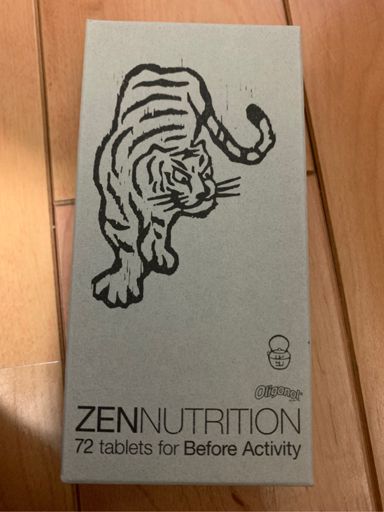 Oligonol
ZENNUTRITION
72 tablets for Before Activity